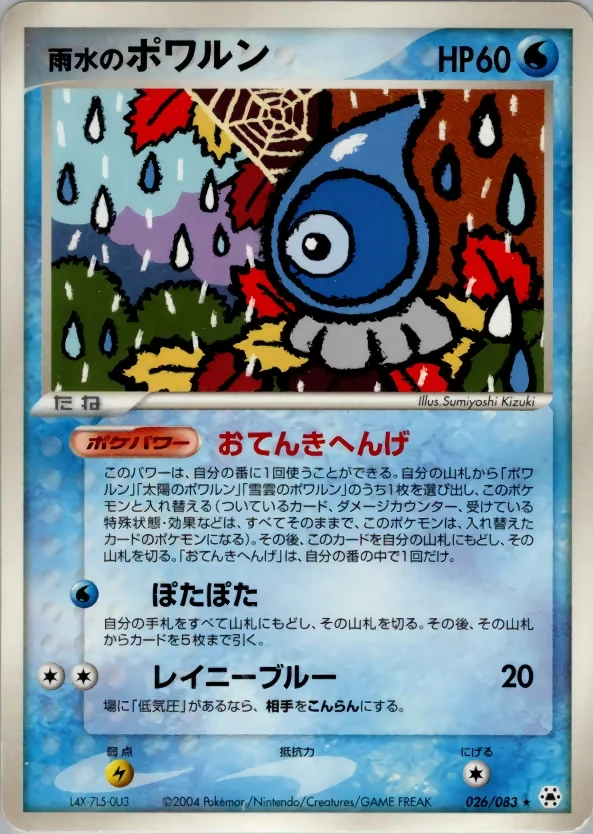 雨水のポワルン HP60
たね
Illus.Sumiyoshi Kizuki
ポケパワー おてんきへんげ
このパワーは、自分の番に1回使うことができる。自分の山札から「ポワ
ルン」「太陽のポワルン」「雪雲のポワルン」のうち1枚を選び出し、このポケ
モンと入れ替える(ついているカード、ダメージカウンター、受けている
特殊状態・効果などは、すべてそのままで、このポケモンは、入れ替えた
カードのポケモンになる)。その後、このカードを自分の山札にもどし、その
山札を切る。「おてんきへんげ」は、自分の番の中で1回だけ。
ぽたぽた
自分の手札をすべて山札にもどし、その山札を切る。その後、その山札
からカードを5枚まで引く。
レイニーブルー 20
場に「低気圧」があるなら、相手をこんらんにする。
弱点 抵抗力 にげる
L4X-7L5-0U3 ©2004 Pokémon/Nintendo/Creatures/GAME FREAK 026/083 ★